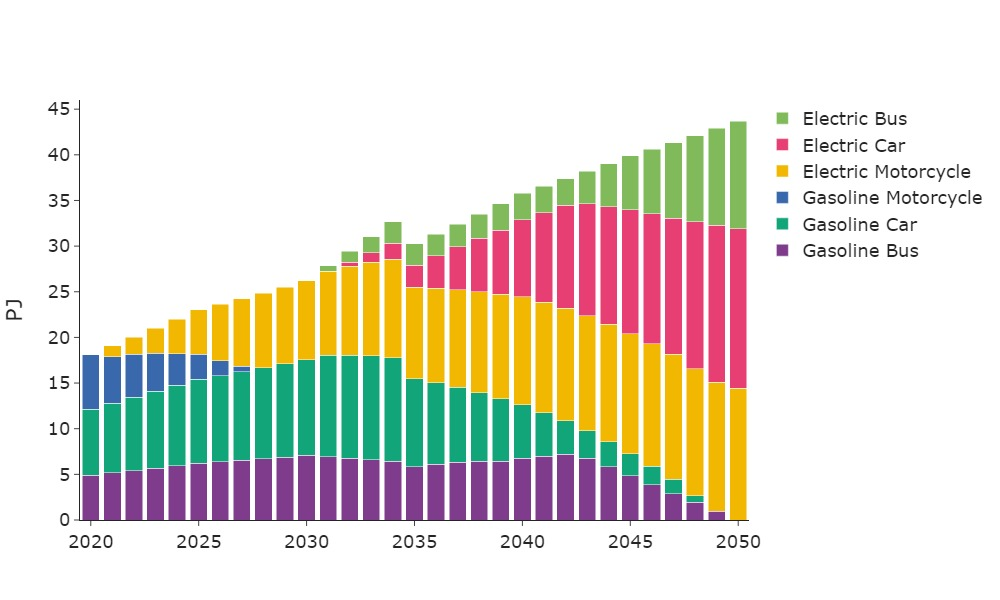 PJ
45
40
35
30
25
20
15
10
5
0
2020 2025 2030 2035 2040 2045 2050
Electric Bus
Electric Car
Electric Motorcycle
Gasoline Motorcycle
Gasoline Car
Gasoline Bus